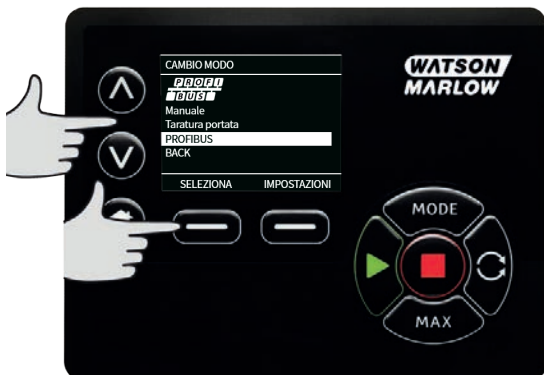 CAMBIO MODO
PROFI
BUS
Manuale
Taratura portata
PROFIBUS
BACK
SELEZIONA IMPOSTAZIONI
WATSON
MARLOW
MODE
MAX